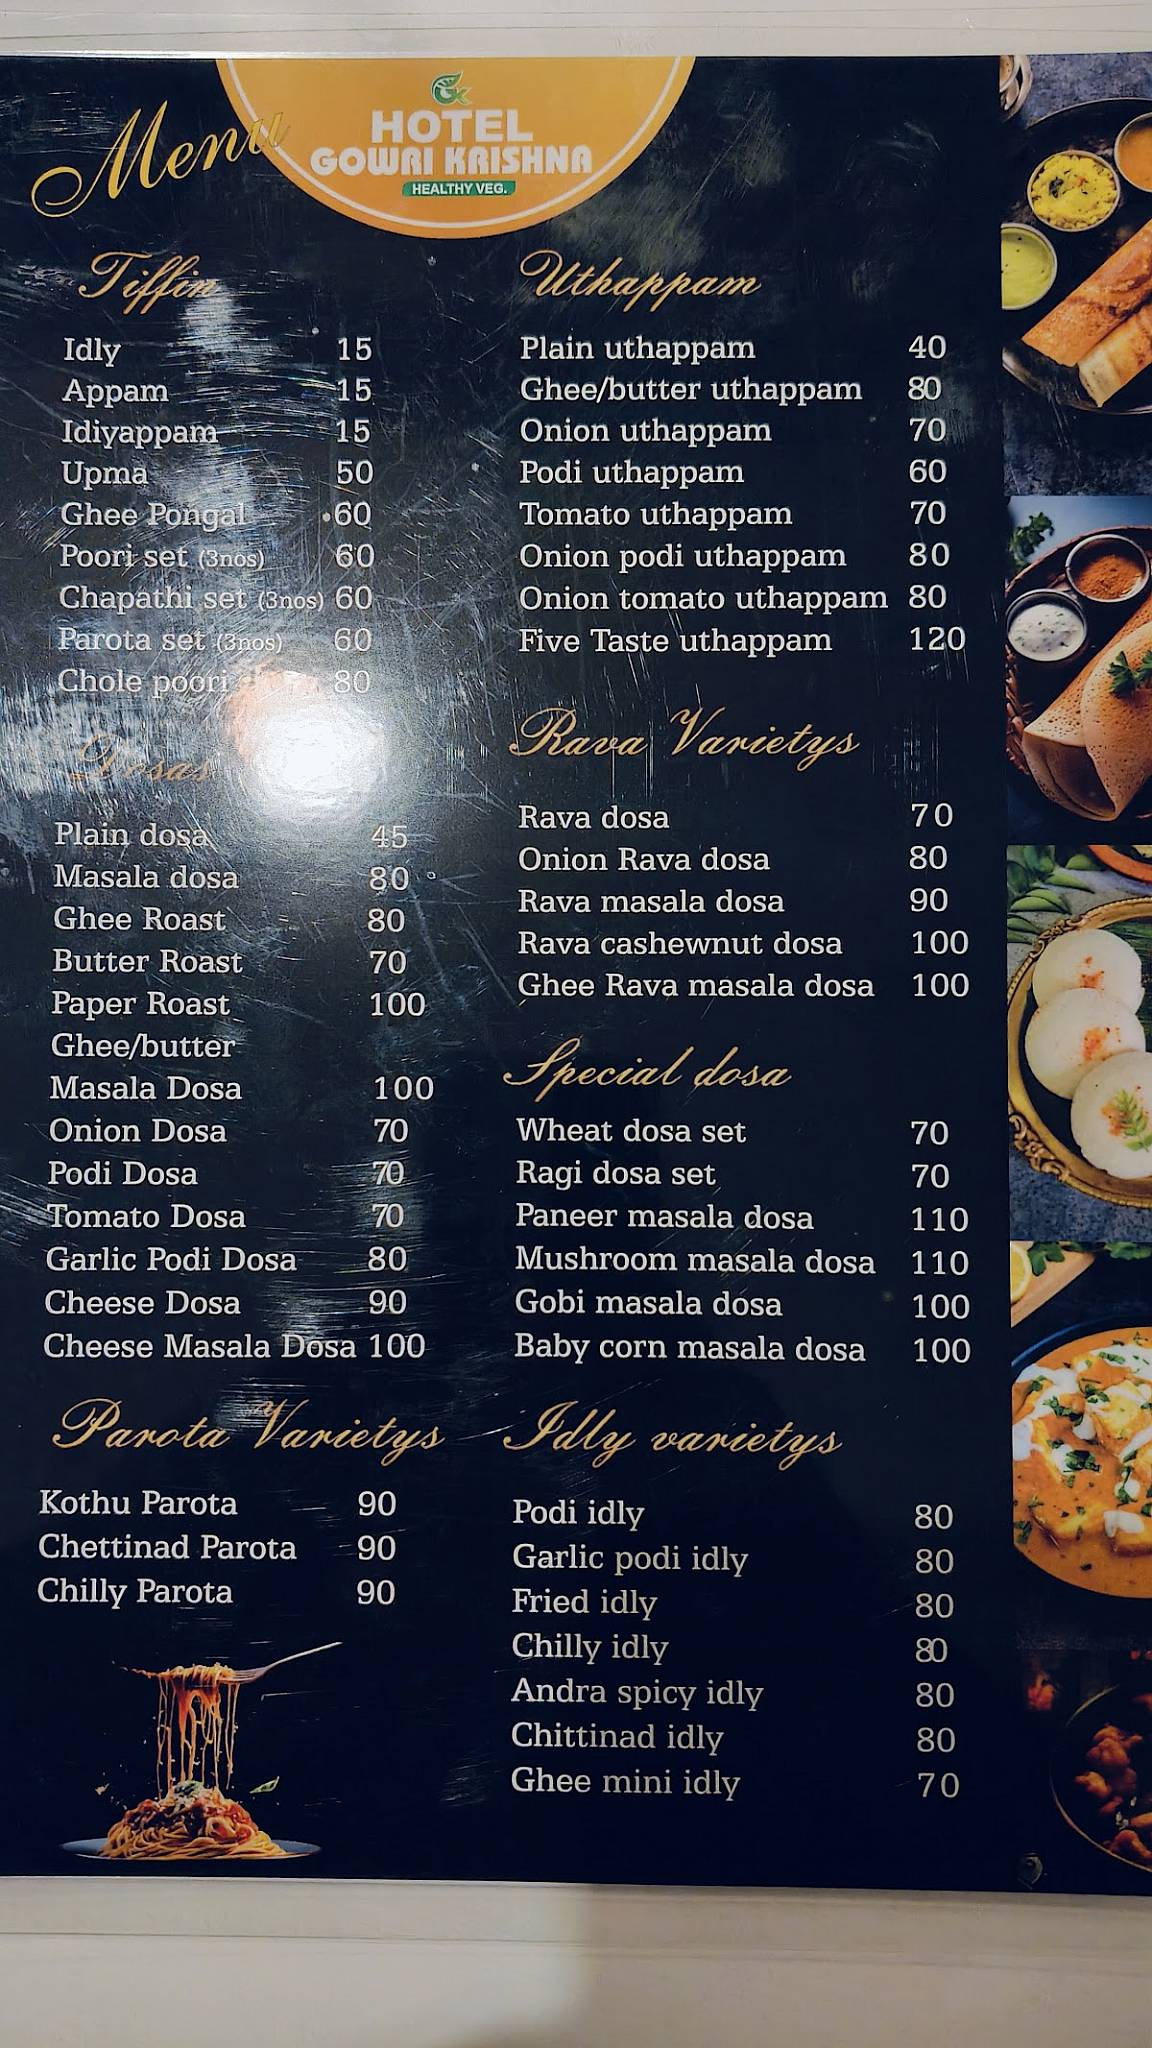 Menu
HOTEL
GOWRI KRISHNA
HEALTHY VEG.
Tiffin
Idly 15
Appam 15
Idiyappam 15
Upma 50
Ghee Pongal 60
Poori set (3nos) 60
Chapathi set (3nos) 60
Parota set (3nos) 60
Chole poori 80
Dosas
Plain dosa 45
Masala dosa 80
Ghee Roast 80
Butter Roast 70
Paper Roast 100
Ghee/butter
Masala Dosa 100
Onion Dosa 70
Podi Dosa 70
Tomato Dosa 70
Garlic Podi Dosa 80
Cheese Dosa 90
Cheese Masala Dosa 100
Parota Varietys
Kothu Parota 90
Chettinad Parota 90
Chilly Parota 90
Uthappam
Plain uthappam 40
Ghee/butter uthappam 80
Onion uthappam 70
Podi uthappam 60
Tomato uthappam 70
Onion podi uthappam 80
Onion tomato uthappam 80
Five Taste uthappam 120
Rava Varietys
Rava dosa 70
Onion Rava dosa 80
Rava masala dosa 90
Rava cashewnut dosa 100
Ghee Rava masala dosa 100
Special dosa
Wheat dosa set 70
Ragi dosa set 70
Paneer masala dosa 110
Mushroom masala dosa 110
Gobi masala dosa 100
Baby corn masala dosa 100
Idly varietys
Podi idly 80
Garlic podi idly 80
Fried idly 80
Chilly idly 80
Andra spicy idly 80
Chittinad idly 80
Ghee mini idly 70